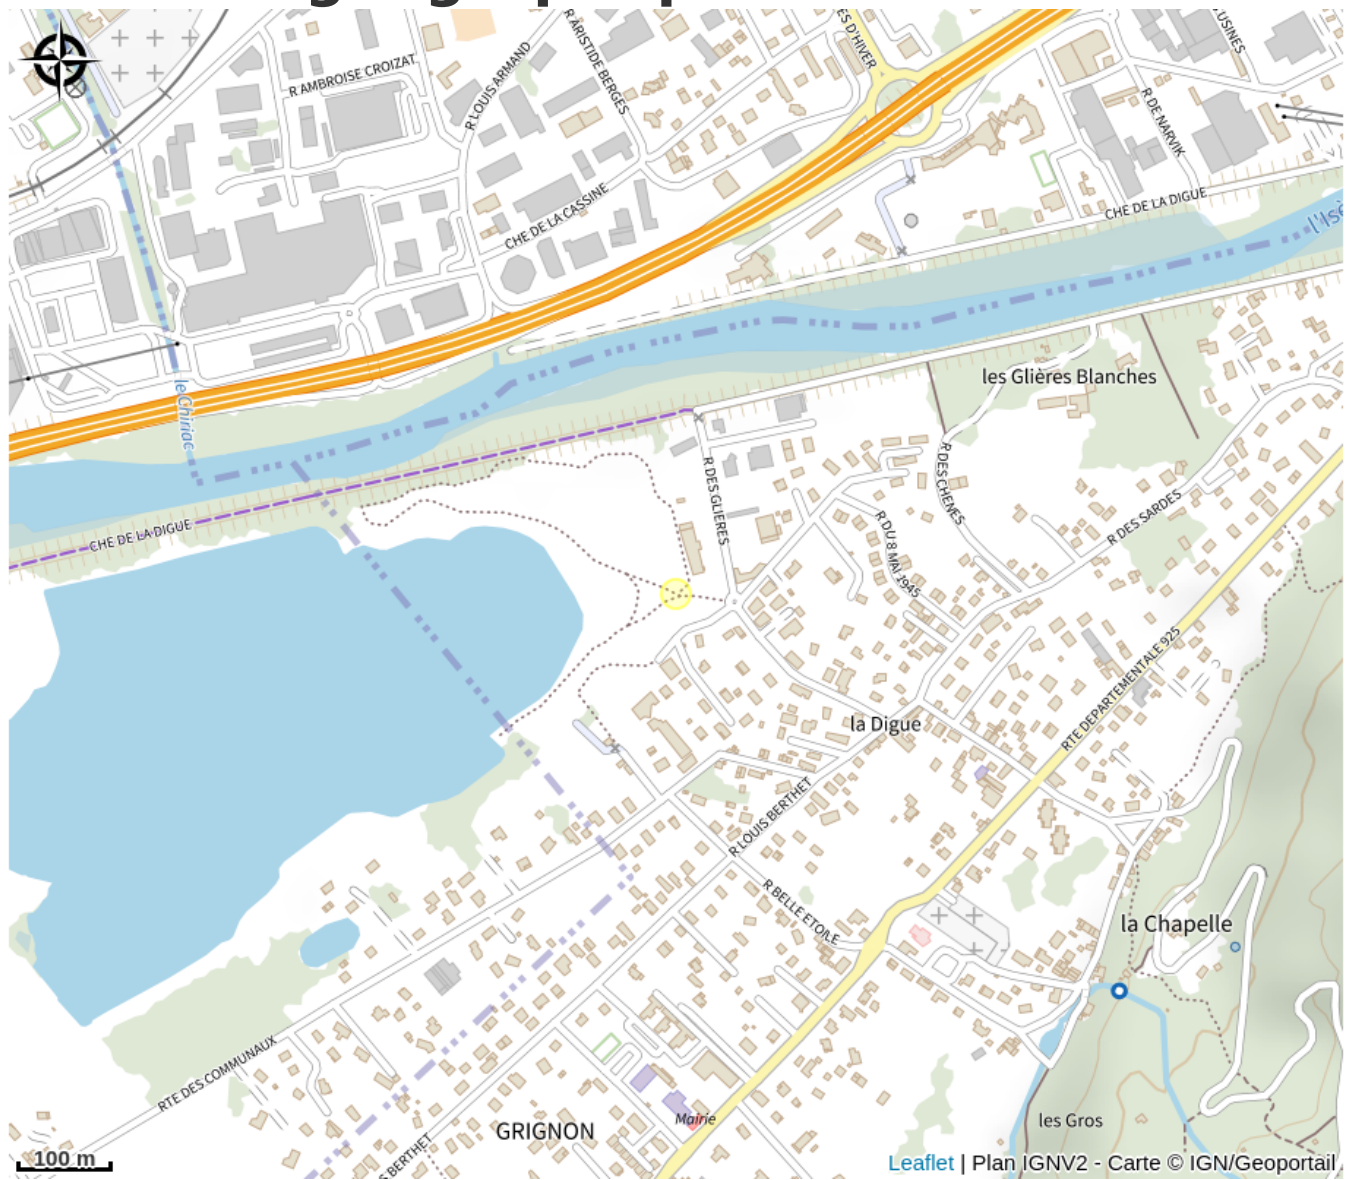 R AMBROISE CROIZAT
R LOUIS ARMAND
R ARISTIDE BERGES
ES D'HIVER
USINES
R DE NARVIK
CHE DE LA CASSINE
CHE DE LA DIGUE
l'Isè
le Chiriac
les Glières Blanches
R DES GLIERES
R DES CHENES
R DES SARDES
CHE DE LA DIGUE
R DU 8 MAI 1945
RTE DEPARTEMENTALE 925
la Digue
R LOUIS BERTHET
R BELLE ETOILE
la Chapelle
RTE DES COMMUNAUX
Mairie
GRIGNON
les Gros
S BERTHET
100 m
Leaflet | Plan IGNV2 - Carte © IGN/Geoportail